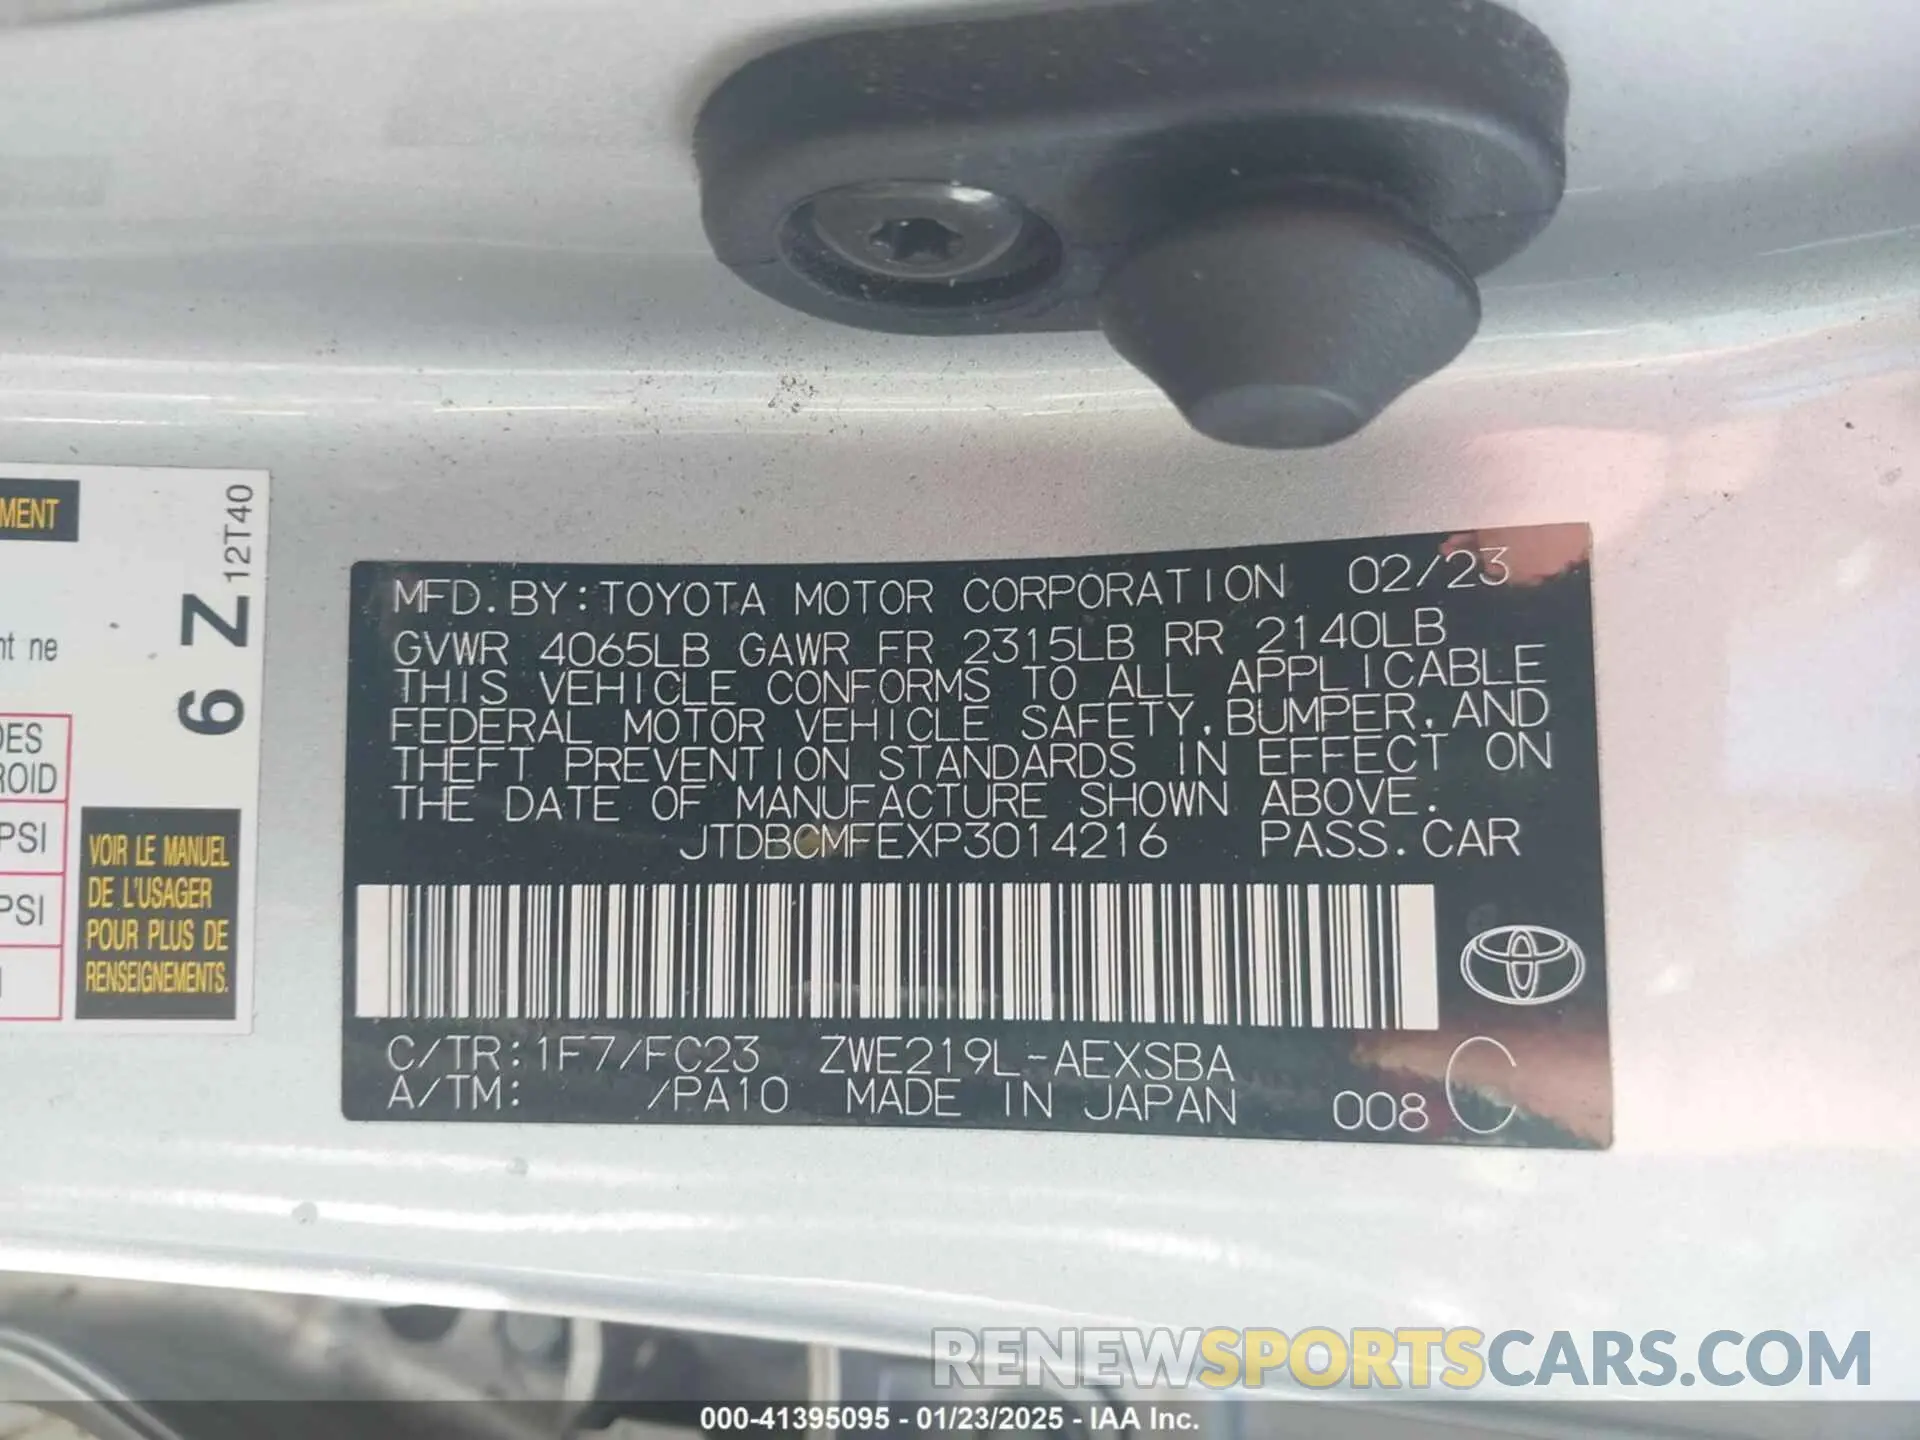 MENT
nt ne
DES
ROID
PSI
PSI
VOIR LE MANUEL
DE L'USAGER
POUR PLUS DE
RENSEIGNEMENTS.
6 Z 12T40
MFD. BY: TOYOTA MOTOR CORPORATION 02/23
GVWR 4065LB GAWR FR 2315LB RR 2140LB
THIS VEHICLE CONFORMS TO ALL APPLICABLE
FEDERAL MOTOR VEHICLE SAFETY, BUMPER, AND
THEFT PREVENTION STANDARDS IN EFFECT ON
THE DATE OF MANUFACTURE SHOWN ABOVE.
JTDBCMFEXP3014216 PASS. CAR
C/TR: 1F7/FC23 ZWE219L-AEXSBA
A/TM: /PA10 MADE IN JAPAN 008 C
RENEWSPORTSCARS.COM
000-41395095 - 01/23/2025 - IAA Inc.